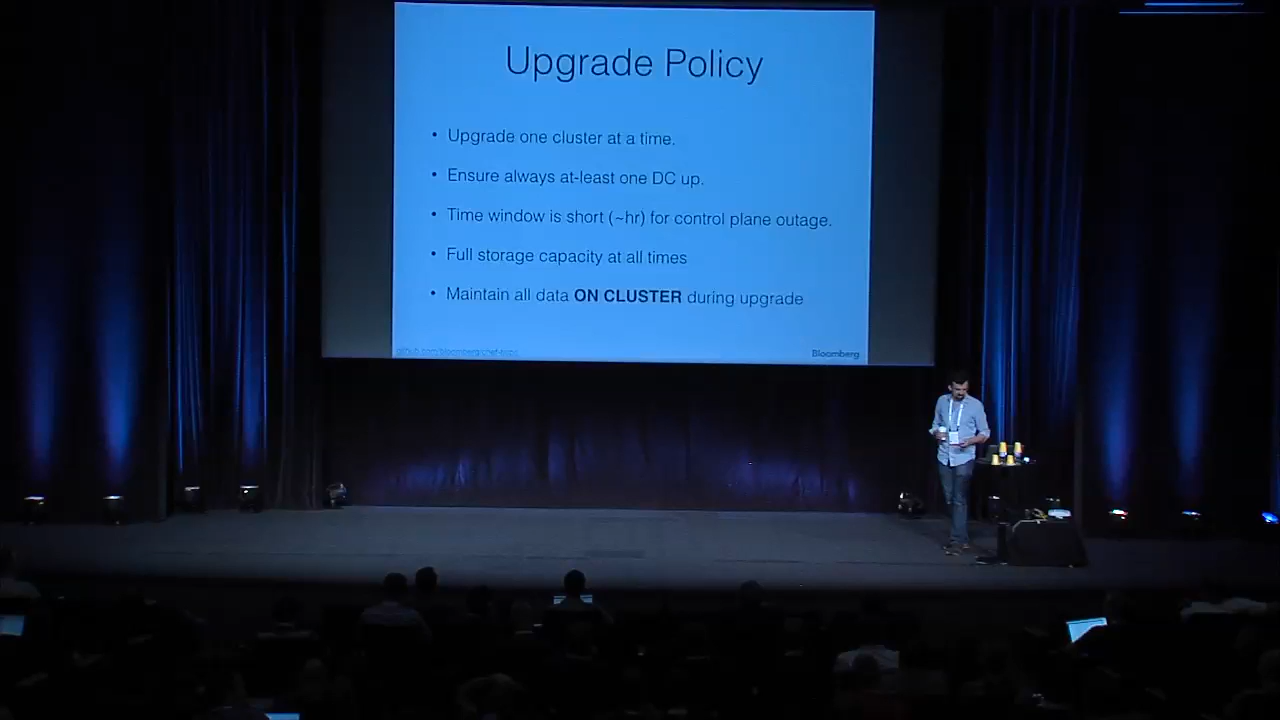 Upgrade Policy
• Upgrade one cluster at a time.
• Ensure always at-least one DC up.
• Time window is short (~hr) for control plane outage.
• Full storage capacity at all times
• Maintain all data ON CLUSTER during upgrade
Bloomberg